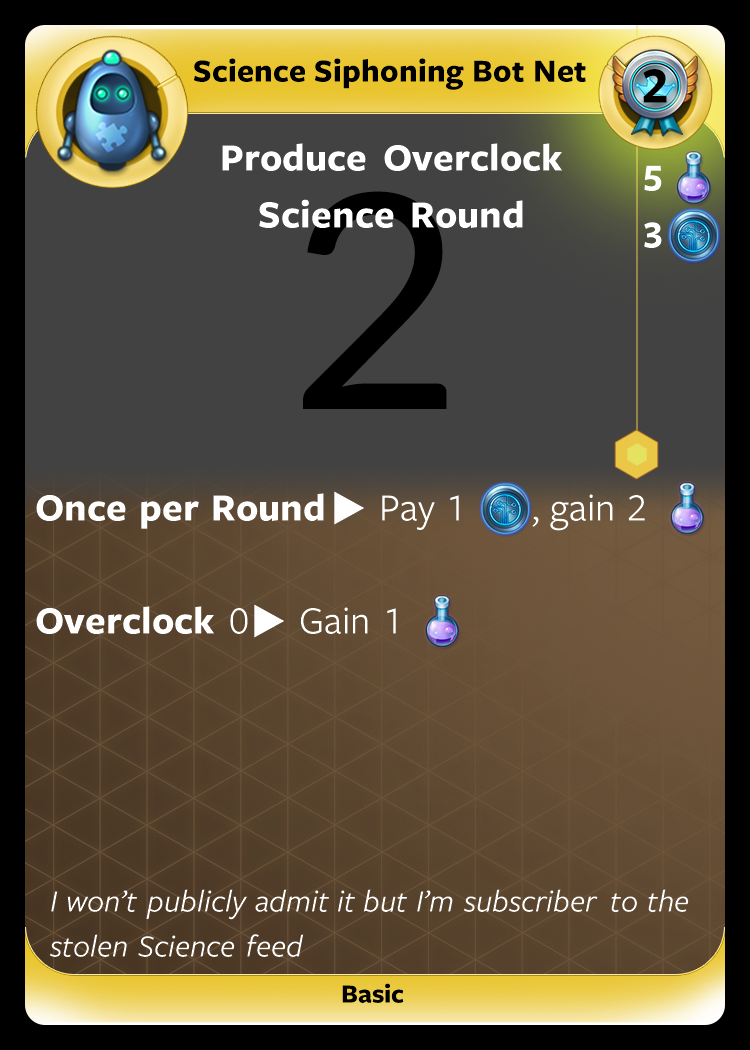 Science Siphoning Bot Net
2
Produce Overclock
Science Round
5
3
2
Once per Round▶ Pay 1 , gain 2
Overclock 0▶ Gain 1
I won’t publicly admit it but I’m subscriber to the
stolen Science feed
Basic